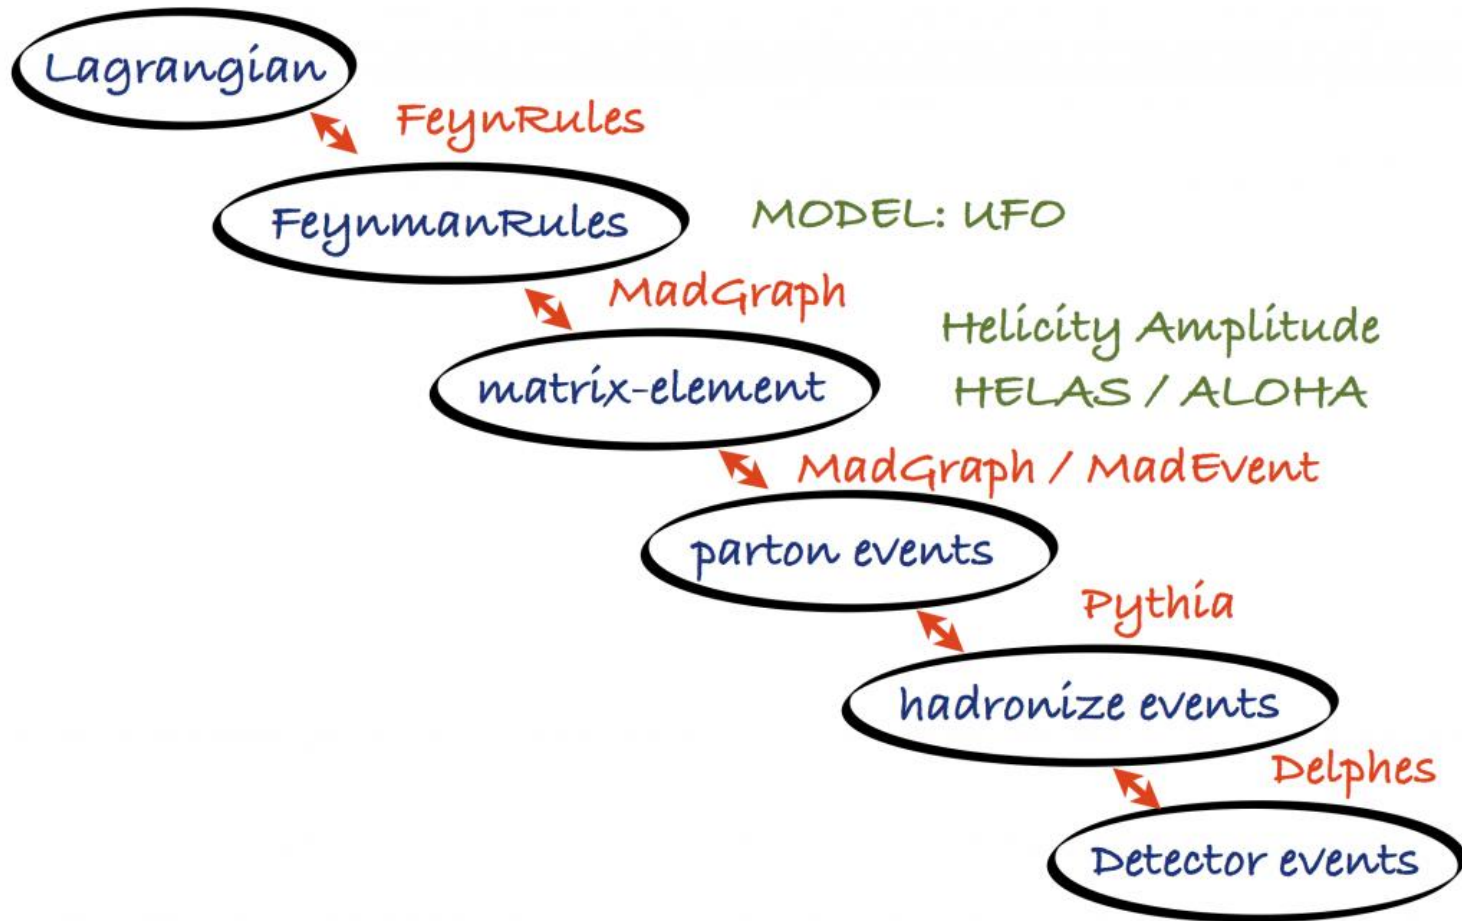 Lagrangian
FeynRules
FeynmanRules
MODEL: UFO
MadGraph
Helicity Amplitude
matrix-element
HELAS / ALOHA
MadGraph / MadEvent
parton events
Pythia
hadronize events
Delphes
Detector events